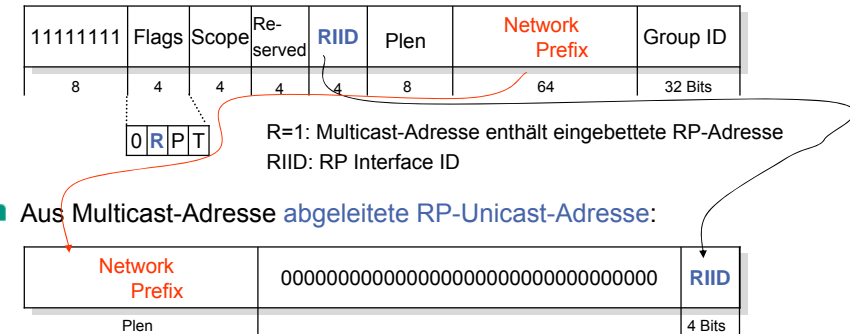 11111111 Flags Scope Re-served RIID Plen Network Prefix Group ID
8 4 4 4 4 8 64 32 Bits
0 R P T
R=1: Multicast-Adresse enthält eingebettete RP-Adresse
RIID: RP Interface ID
Aus Multicast-Adresse abgeleitete RP-Unicast-Adresse:
Network Prefix 00000000000000000000000000000000 RIID
Plen 4 Bits